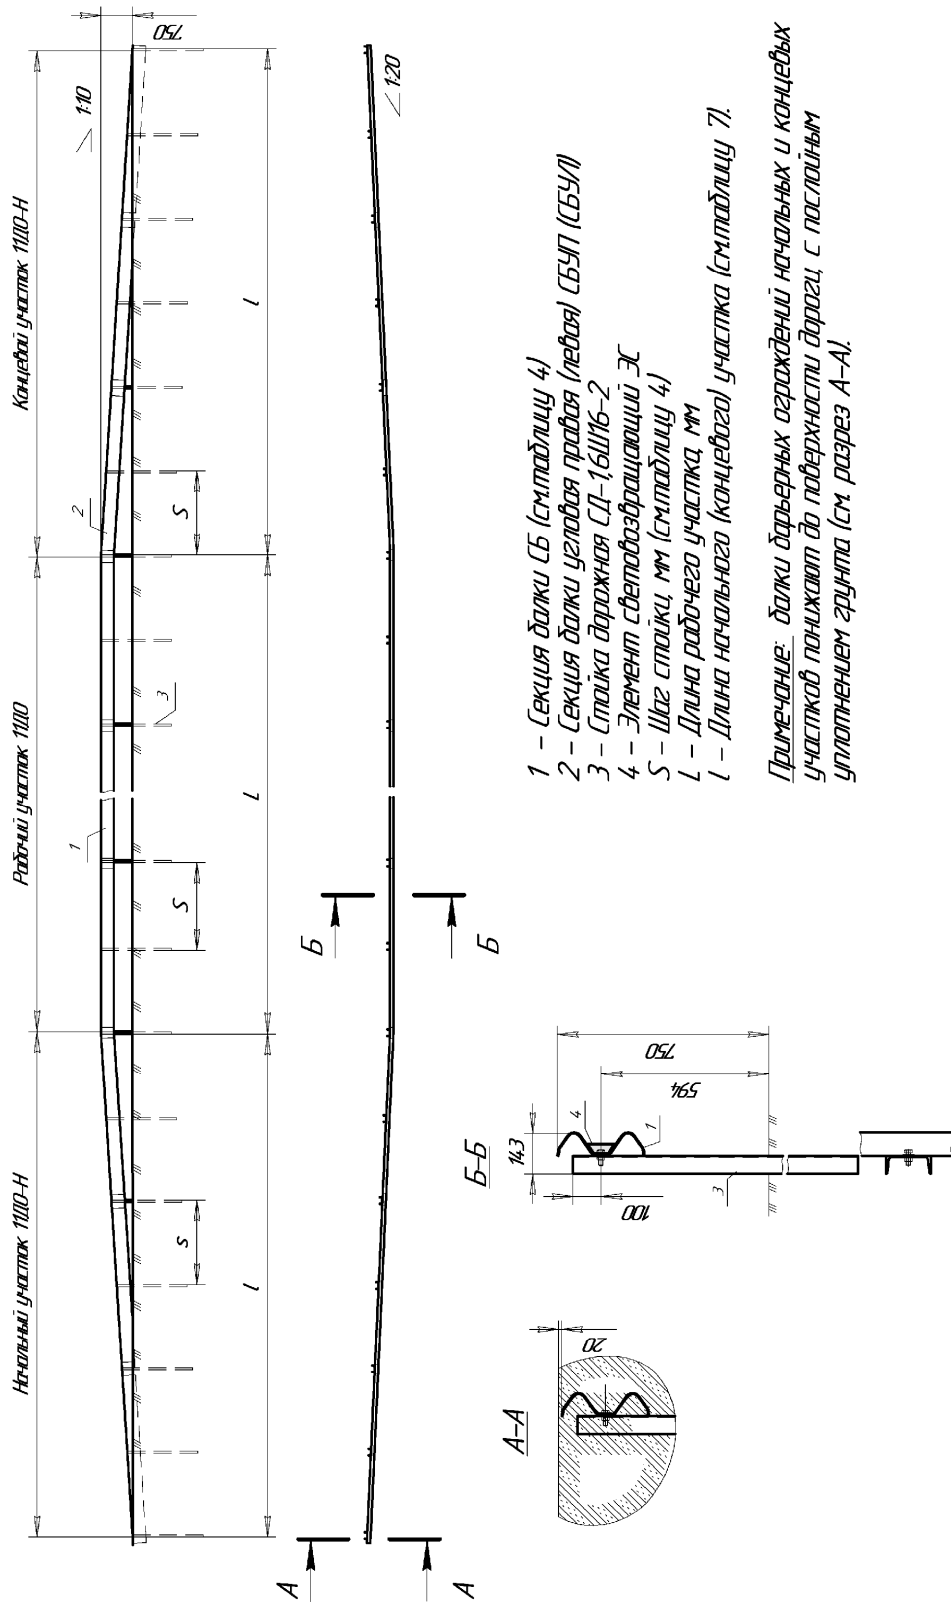 Начальный участок 11ДО-Н
Рабочий участок 11ДО
Концевой участок 11ДО-Н
1:10
750
1
2
3
S
S
S
l
L
L
l
1:20
А
А
Б
Б
А-А
20
Б-Б
143
4
1
3
100
594
750
1 - Секция балки СБ (см.таблицу 4)
2 - Секция балки угловая правая (левая) СБУП (СБУЛ)
3 - Стойка дорожная СД-1,6Ш16-2
4 - Элемент световозвращающий ЭС
S - Шаг стойки, мм (см.таблицу 4)
L - Длина рабочего участка, мм
l - Длина начального (концевого) участка (см.таблицу 7).
Примечание: балки барьерных ограждений начальных и концевых
участков понижают до поверхности дороги, с послойным
уплотнением грунта (см. разрез А-А).